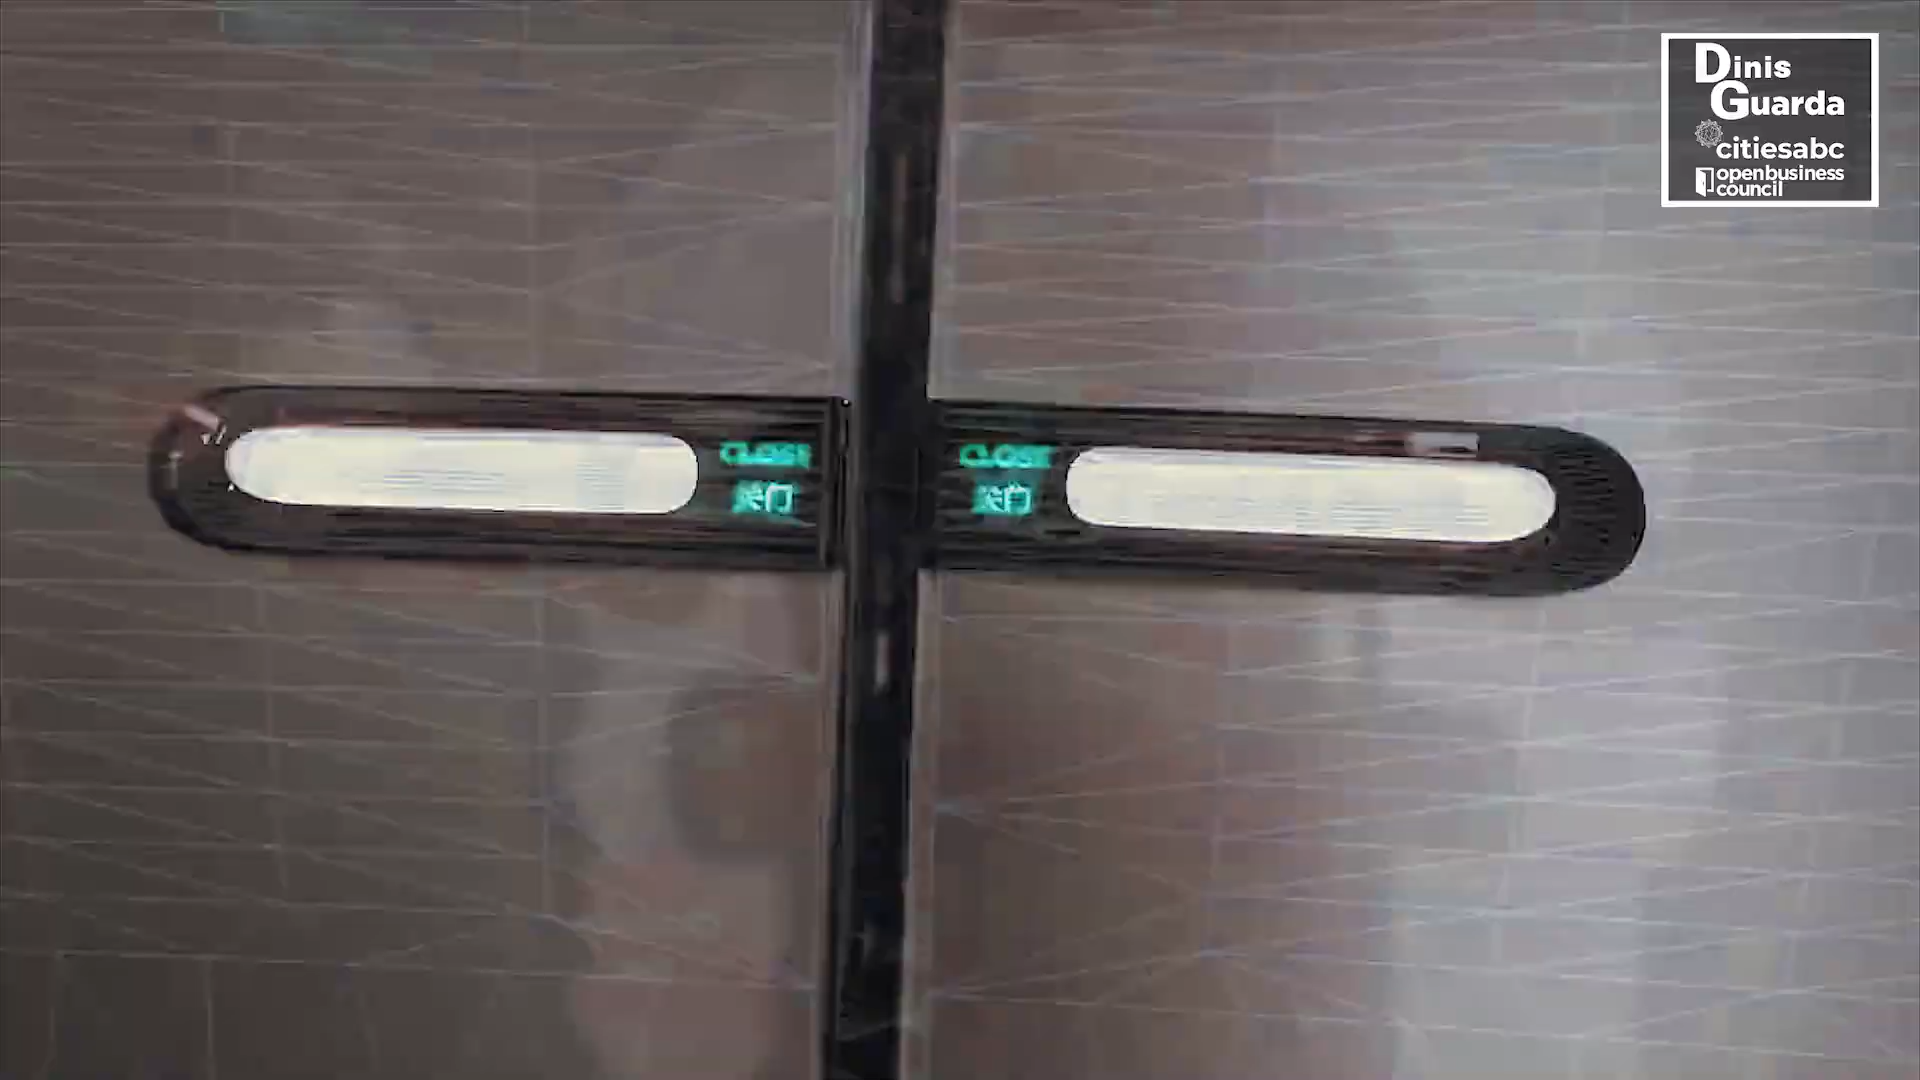 Dinis
Guarda
citiesabc
openbusiness
council
CLOSE
CLOSE
关门
关门